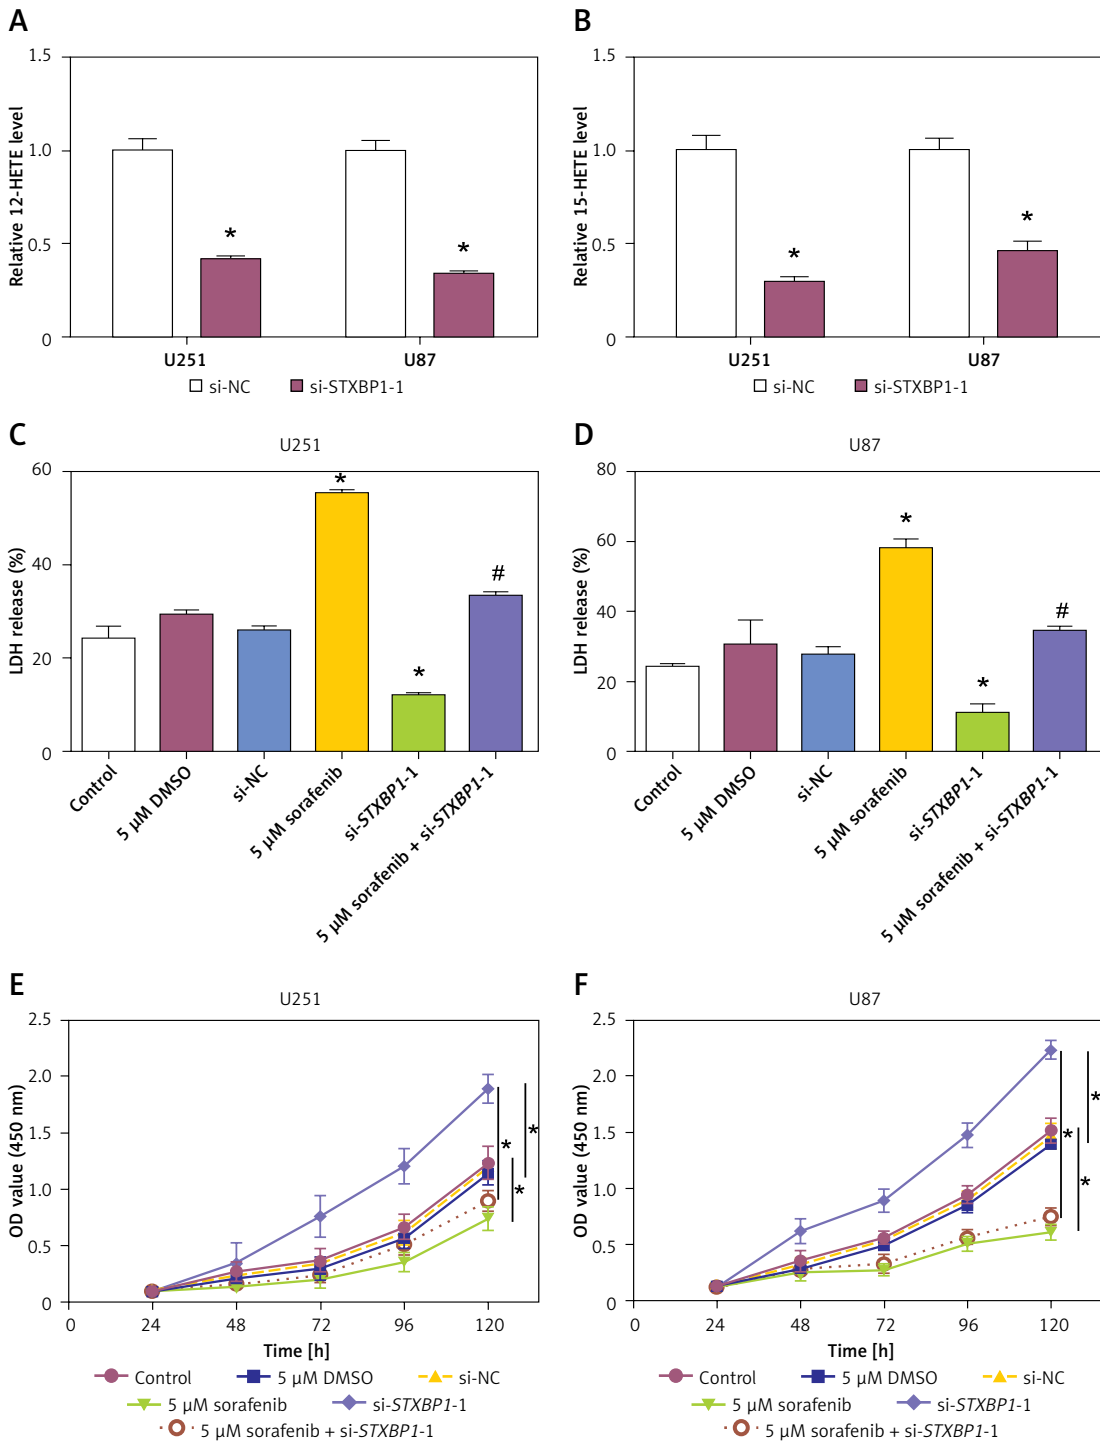 A
Relative 12-HETE level
1.5
1.0
0.5
0
*
*
U251
U87
si-NC
si-STXBP1-1
B
Relative 15-HETE level
1.5
1.0
0.5
0
*
*
U251
U87
si-NC
si-STXBP1-1
C
U251
LDH release (%)
60
40
20
0
*
*
#
Control
5 µM DMSO
si-NC
5 µM sorafenib
si-STXBP1-1
5 µM sorafenib + si-STXBP1-1
D
U87
LDH release (%)
80
60
40
20
0
*
*
#
Control
5 µM DMSO
si-NC
5 µM sorafenib
si-STXBP1-1
5 µM sorafenib + si-STXBP1-1
E
U251
OD value (450 nm)
2.5
2.0
1.5
1.0
0.5
0
*
*
*
0 24 48 72 96 120
Time [h]
Control 5 µM DMSO si-NC
5 µM sorafenib si-STXBP1-1
5 µM sorafenib + si-STXBP1-1
F
U87
OD value (450 nm)
2.5
2.0
1.5
1.0
0.5
0
*
*
*
0 24 48 72 96 120
Time [h]
Control 5 µM DMSO si-NC
5 µM sorafenib si-STXBP1-1
5 µM sorafenib + si-STXBP1-1